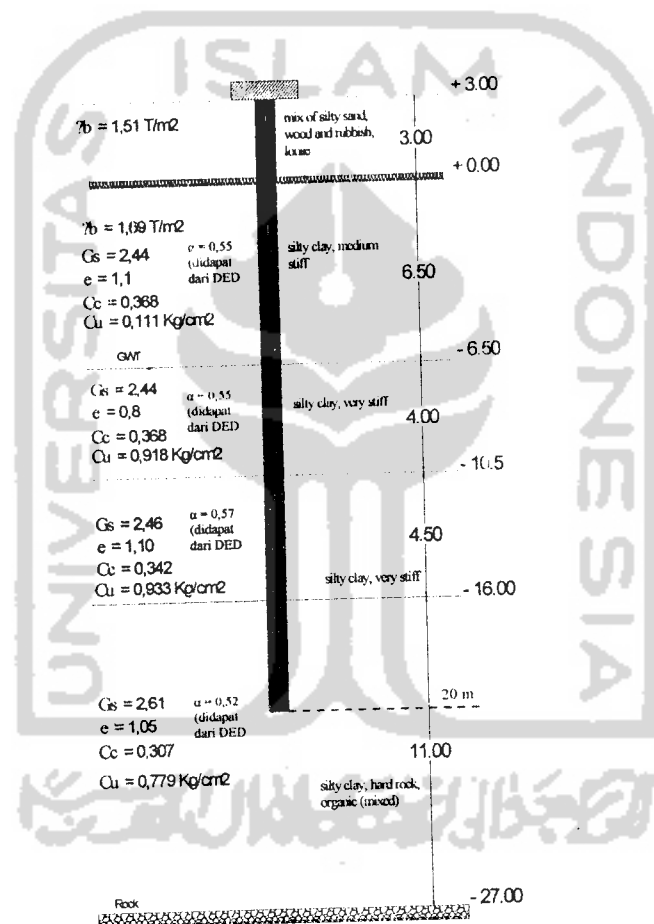 UNIVERSITAS ISLAM INDONESIA
+ 3.00
?b = 1,51 T/m2
mix of silty sand,
wood and rubbish,
loose
3.00
+ 0.00
?b = 1,69 T/m2
Gs = 2,44
e = 1,1
Cc = 0,368
Cu = 0,111 Kg/cm2
α = 0,55
(didapat
dari DED
silty clay, medium
stiff
6.50
GWT
- 6.50
Gs = 2,44
e = 0,8
Cc = 0,368
Cu = 0,918 Kg/cm2
α = 0,55
(didapat
dari DED
silty clay, very stiff
4.00
- 10.5
Gs = 2,46
e = 1,10
Cc = 0,342
Cu = 0,933 Kg/cm2
α = 0,57
(didapat
dari DED
4.50
silty clay, very stiff
- 16.00
20 m
Gs = 2,61
e = 1,05
Cc = 0,307
Cu = 0,779 Kg/cm2
α = 0,52
(didapat
dari DED
11.00
silty clay, hard rock,
organic (mixed)
Rock
- 27.00